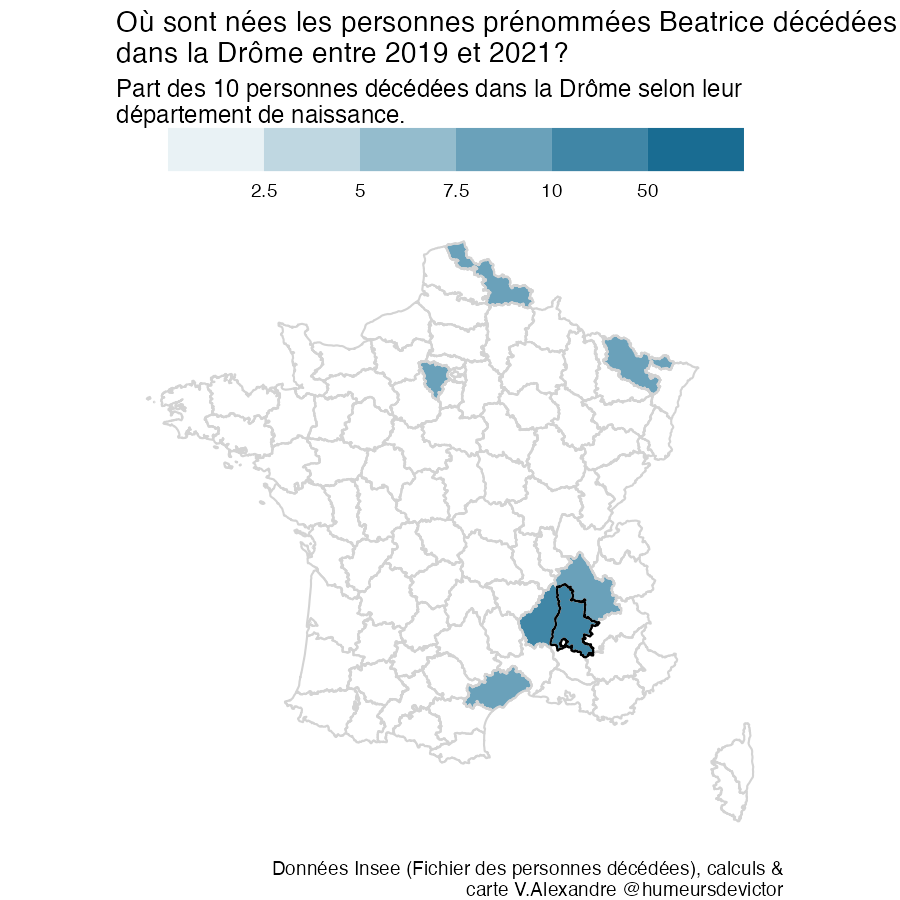 Où sont nées les personnes prénommées Beatrice décédées
dans la Drôme entre 2019 et 2021?
Part des 10 personnes décédées dans la Drôme selon leur
département de naissance.
2.5 5 7.5 10 50
Données Insee (Fichier des personnes décédées), calculs &
carte V.Alexandre @humeursdevictor